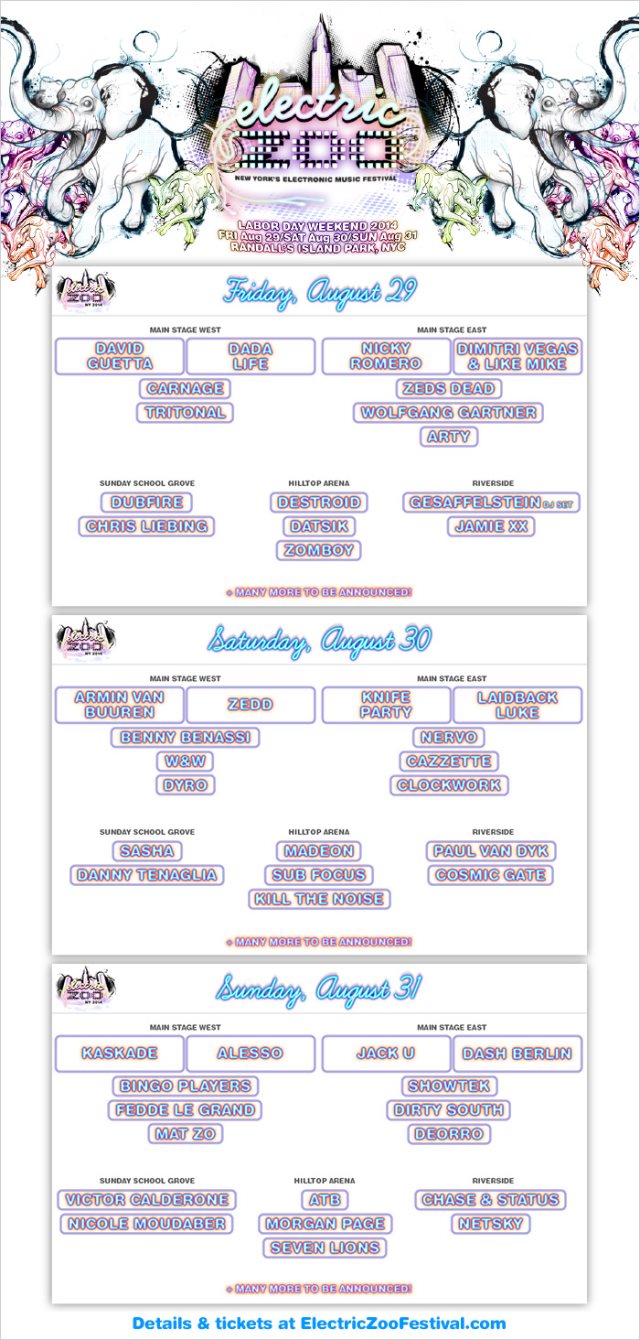 electric
ZOO
NEW YORK'S ELECTRONIC MUSIC FESTIVAL
LABOR DAY WEEKEND 2014
FRI Aug 29/SAT Aug 30/SUN Aug 31
RANDALL'S ISLAND PARK, NYC
electric
ZOO
NY 2014
Friday, August 29
MAIN STAGE WEST
DAVID
GUETTA
DADA
LIFE
CARNAGE
TRITONAL
MAIN STAGE EAST
NICKY
ROMERO
DIMITRI VEGAS
& LIKE MIKE
ZEDS DEAD
WOLFGANG GARTNER
ARTY
SUNDAY SCHOOL GROVE
DUBFIRE
CHRIS LIEBING
HILLTOP ARENA
DESTROID
DATSIK
ZOMBOY
RIVERSIDE
GESAFFELSTEIN DJ SET
JAMIE XX
+ MANY MORE TO BE ANNOUNCED!
electric
ZOO
NY 2014
Saturday, August 30
MAIN STAGE WEST
ARMIN VAN
BUUREN
ZEDD
BENNY BENASSI
W&W
DYRO
MAIN STAGE EAST
KNIFE
PARTY
LAIDBACK
LUKE
NERVO
CAZZETTE
CLOCKWORK
SUNDAY SCHOOL GROVE
SASHA
DANNY TENAGLIA
HILLTOP ARENA
MADEON
SUB FOCUS
KILL THE NOISE
RIVERSIDE
PAUL VAN DYK
COSMIC GATE
+ MANY MORE TO BE ANNOUNCED!
electric
ZOO
NY 2014
Sunday, August 31
MAIN STAGE WEST
KASKADE
ALESSO
BINGO PLAYERS
FEDDE LE GRAND
MAT ZO
MAIN STAGE EAST
JACK U
DASH BERLIN
SHOWTEK
DIRTY SOUTH
DEORRO
SUNDAY SCHOOL GROVE
VICTOR CALDERONE
NICOLE MOUDABER
HILLTOP ARENA
ATB
MORGAN PAGE
SEVEN LIONS
RIVERSIDE
CHASE & STATUS
NETSKY
+ MANY MORE TO BE ANNOUNCED!
Details & tickets at ElectricZooFestival.com